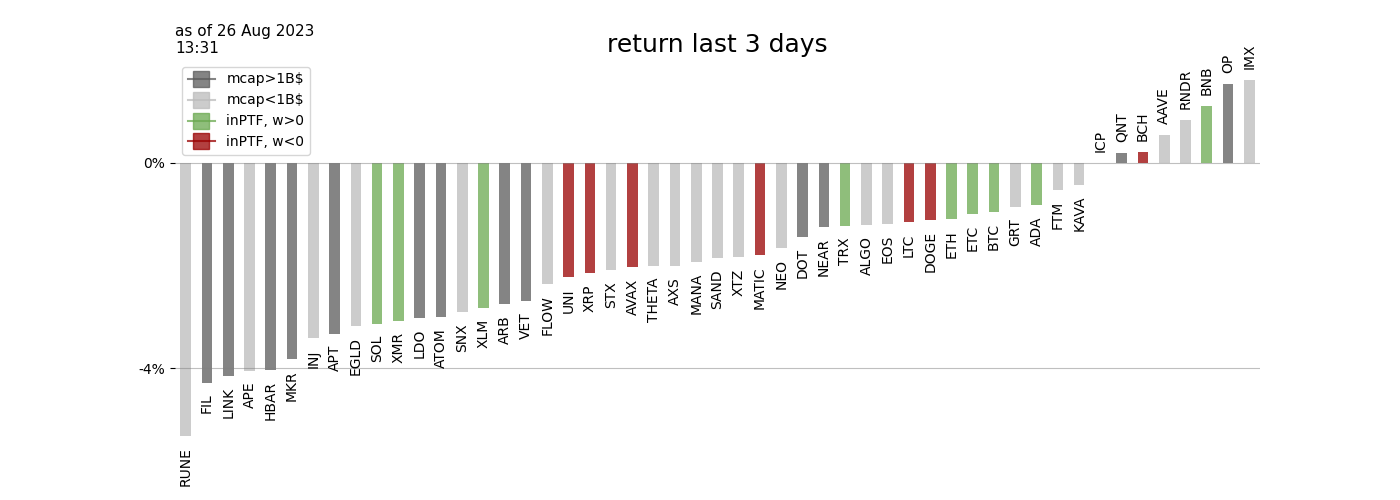 as of 26 Aug 2023
13:31
return last 3 days
mcap>1B$
mcap<1B$
inPTF, w>0
inPTF, w<0
0%
-4%
RUNE
FIL
LINK
APE
HBAR
MKR
INJ
APT
EGLD
SOL
XMR
LDO
ATOM
SNX
XLM
ARB
VET
FLOW
UNI
XRP
STX
AVAX
THETA
AXS
MANA
SAND
XTZ
MATIC
NEO
DOT
NEAR
TRX
ALGO
EOS
LTC
DOGE
ETH
ETC
BTC
GRT
ADA
FTM
KAVA
ICP
QNT
BCH
AAVE
RNDR
BNB
OP
IMX